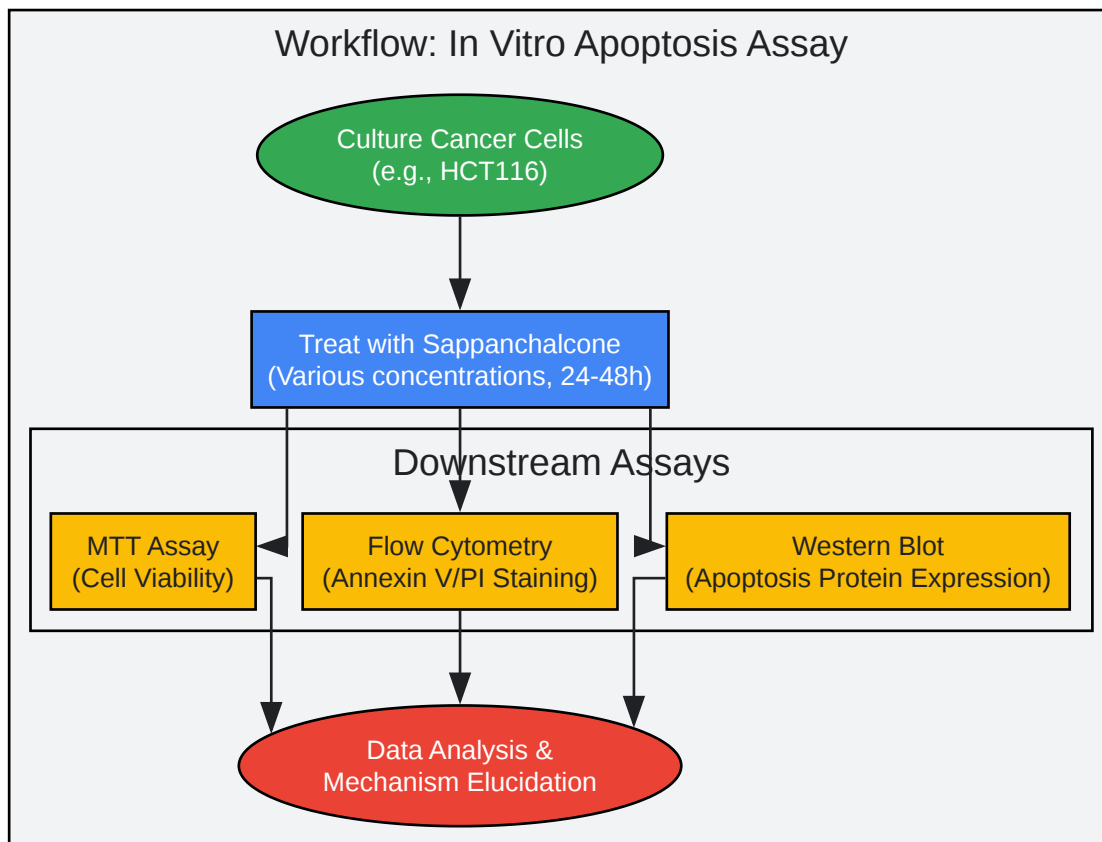 Workflow: In Vitro Apoptosis Assay
Culture Cancer Cells
(e.g., HCT116)
Treat with Sappanchalcone
(Various concentrations, 24-48h)
Downstream Assays
MTT Assay
(Cell Viability)
Flow Cytometry
(Annexin V/PI Staining)
Western Blot
(Apoptosis Protein Expression)
Data Analysis &
Mechanism Elucidation